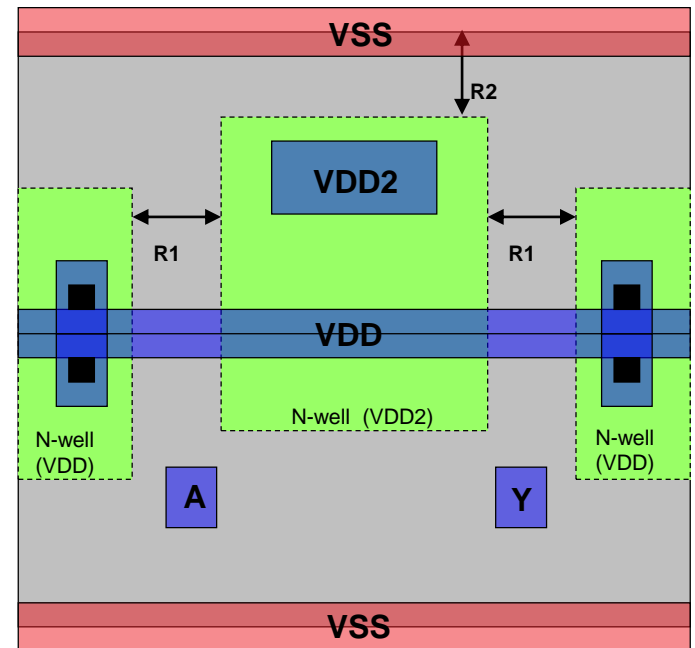 VSS
R2
VDD2
R1
R1
VDD
N-well (VDD2)
N-well
(VDD)
N-well
(VDD)
A
Y
VSS